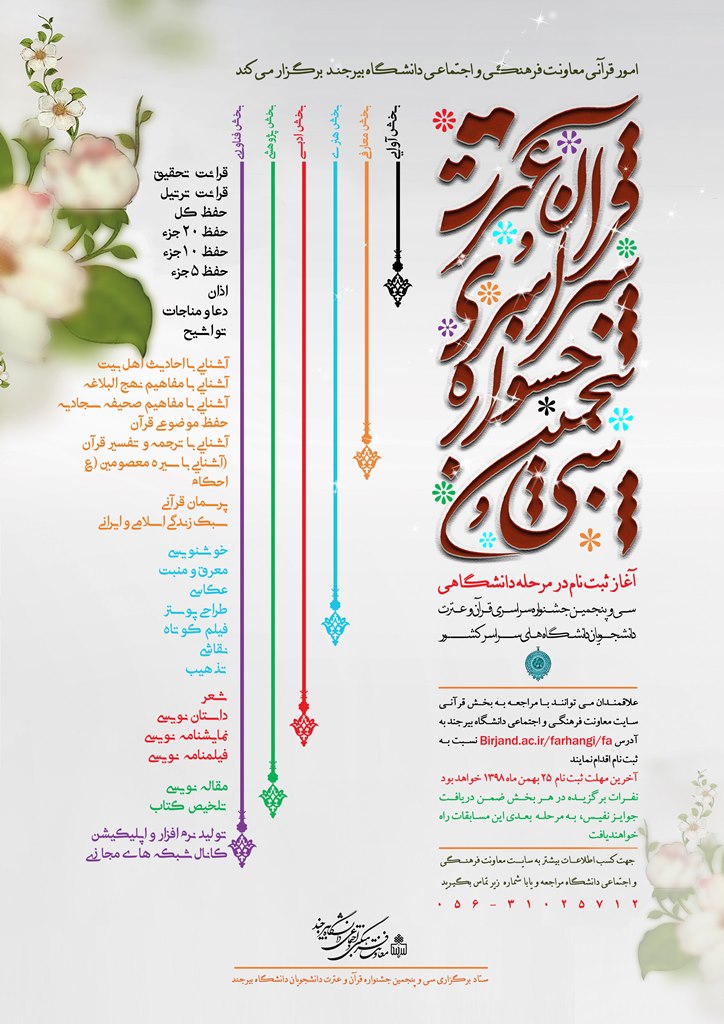 امور قرآنی معاونت فرهنگی و اجتماعی دانشگاه بیرجند برگزار می کند
سی و پنجمین جشنواره سراسری قرآن و عترت
بخش آوایی
بخش معارفی
بخش هنری
بخش ادبی
بخش پژوهشی
بخش فناوری
قرائت تحقیق
قرائت ترتیل
حفظ کل
حفظ ۲۰ جزء
حفظ ۱۰ جزء
حفظ ۵ جزء
اذان
دعا و مناجات
تواشیح
آشنایی با احادیث اهل بیت
آشنایی با مفاهیم نهج البلاغه
آشنایی با مفاهیم صحیفه سجادیه
حفظ موضوعی قرآن
آشنایی با ترجمه و تفسیر قرآن
آشنایی با سیره معصومین (ع)
احکام
پرسمان قرآنی
سبک زندگی اسلامی و ایرانی
خوشنویسی
معرق و منبت
عکاسی
طراحی پوستر
فیلم کوتاه
نقاشی
تذهیب
شعر
داستان نویسی
نمایشنامه نویسی
فیلمنامه نویسی
مقاله نویسی
تلخیص کتاب
تولید نرم افزار و اپلیکیشن
کانال شبکه های مجازی
آغاز ثبت نام در مرحله دانشگاهی
سی و پنجمین جشنواره سراسری قرآن و عترت
دانشجویان دانشگاه های سراسر کشور
علاقمندان می توانند با مراجعه به بخش قرآنی
سایت معاونت فرهنگی و اجتماعی دانشگاه بیرجند به
آدرس Birjand.ac.ir/farhangi/fa نسبت به
ثبت نام اقدام نمایند
آخرین مهلت ثبت نام ۲۵ بهمن ماه ۱۳۹۸ خواهد بود
نفرات برگزیده در هر بخش ضمن دریافت
جوایز نفیس، به مرحله بعدی این مسابقات راه
خواهند یافت
جهت کسب اطلاعات بیشتر به سایت معاونت فرهنگی
و اجتماعی دانشگاه مراجعه و یا با شماره زیر تماس بگیرید
۰۵۶-۳۱۰۲۵۷۱۲
معاونت فرهنگی و اجتماعی دانشگاه بیرجند
ستاد برگزاری سی و پنجمین جشنواره قرآن و عترت دانشجویان دانشگاه بیرجند